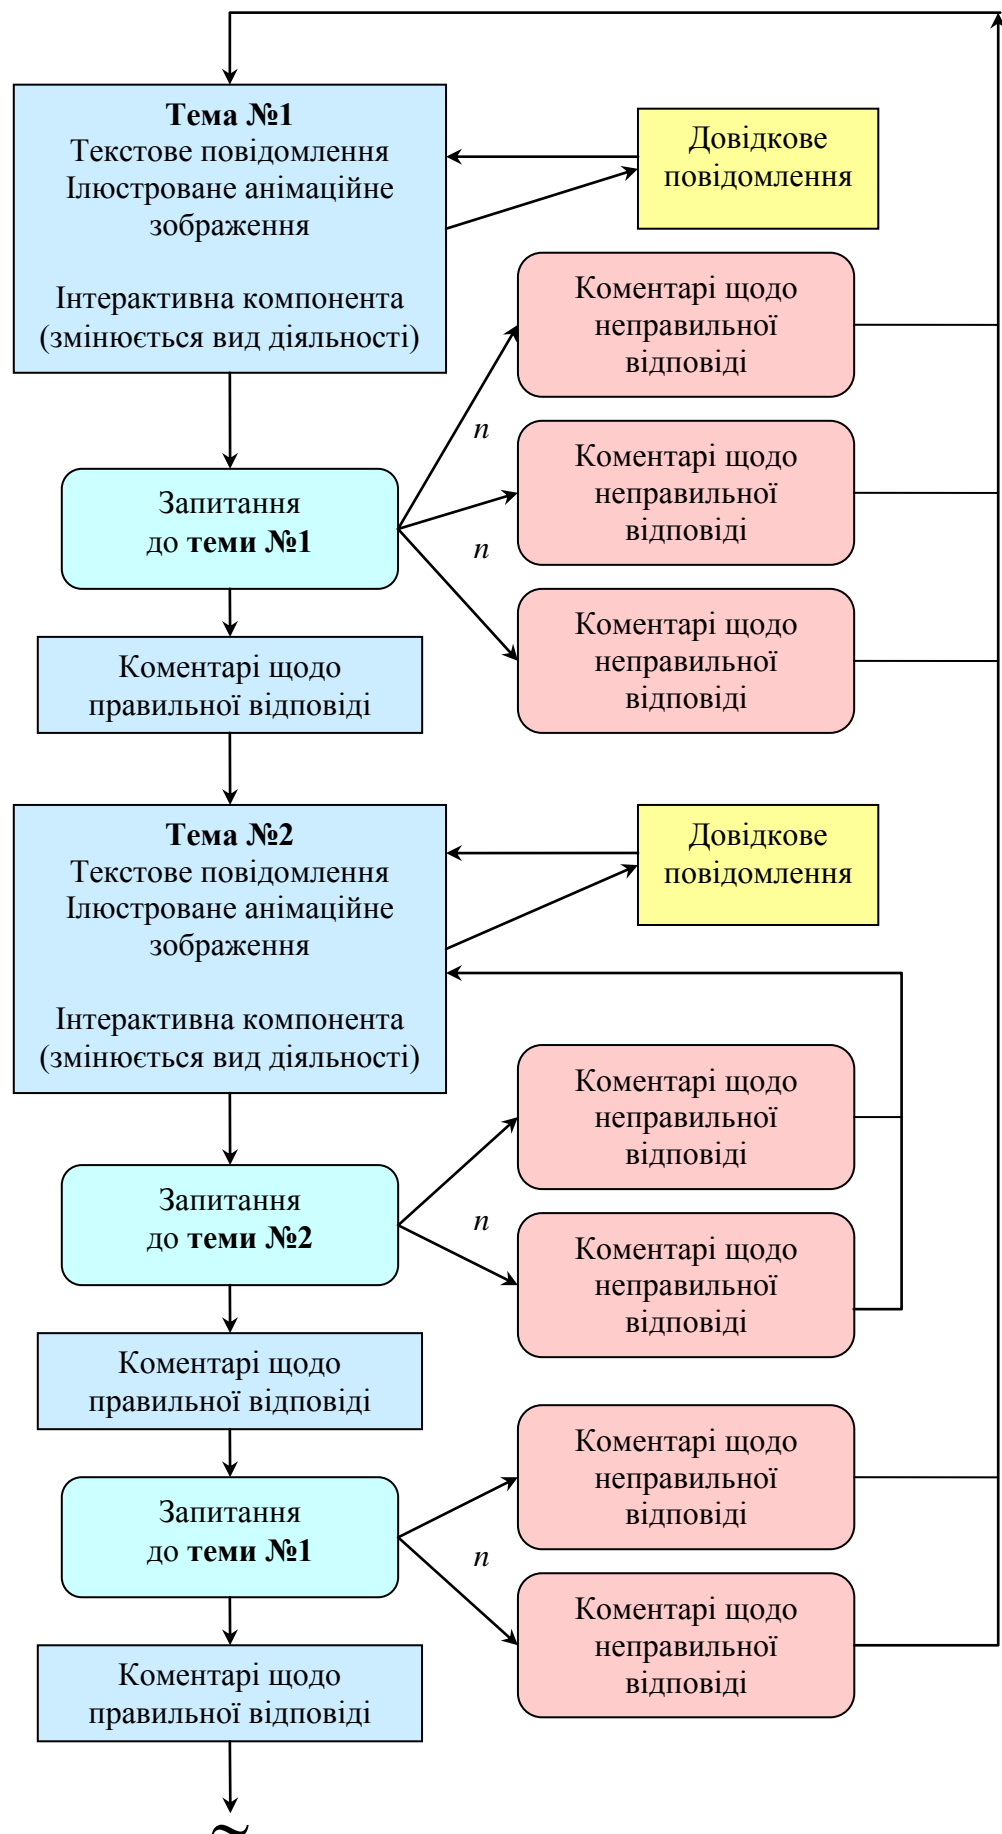 Тема №1
Текстове повідомлення
Ілюстроване анімаційне
зображення
Інтерактивна компонента
(змінюється вид діяльності)
Довідкове
повідомлення
Коментарі щодо
неправильної
відповіді
n
Коментарі щодо
неправильної
відповіді
Запитання
до теми №1
n
Коментарі щодо
неправильної
відповіді
Коментарі щодо
правильної відповіді
Тема №2
Текстове повідомлення
Ілюстроване анімаційне
зображення
Інтерактивна компонента
(змінюється вид діяльності)
Довідкове
повідомлення
Коментарі щодо
неправильної
відповіді
Запитання
до теми №2
n
Коментарі щодо
неправильної
відповіді
Коментарі щодо
правильної відповіді
Коментарі щодо
неправильної
відповіді
Запитання
до теми №1
n
Коментарі щодо
неправильної
відповіді
Коментарі щодо
правильної відповіді
≈